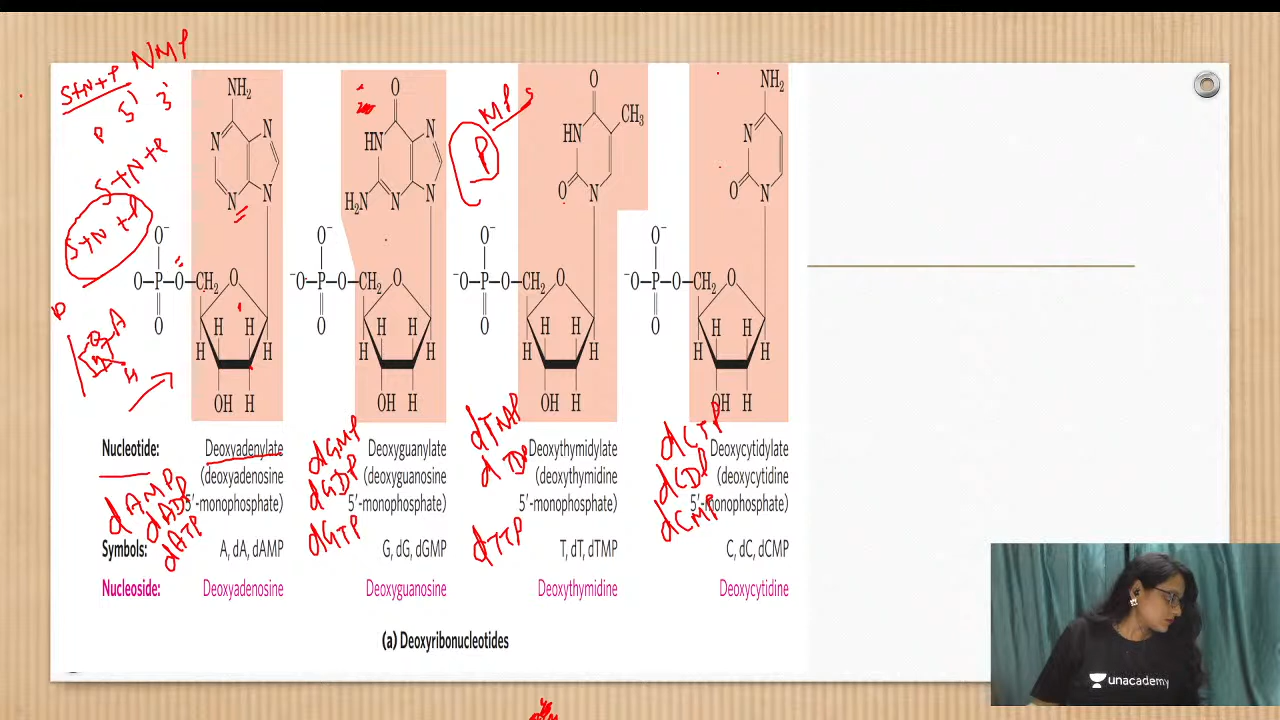 NMP
S+N+P
5' 3'
P
S+N+P
S+N+P
A
H
MP
P
NH₂
N
N
N
N
O
HN
N
H₂N
N
N
O
CH₃
HN
O
N
NH₂
N
O
N
O⁻
O–P–O–CH₂
O
O
H H
H H
OH H
O⁻
⁻O–P–O–CH₂
O
O
H H
H H
OH H
O⁻
⁻O–P–O–CH₂
O
O
H H
H H
OH H
O⁻
⁻O–P–O–CH₂
O
O
H H
H H
OH H
dGMP
dGDP
dGTP
dTMP
dTDP
dTTP
dCTP
dCDP
dCMP
dAMP
dADP
dATP
Nucleotide: Deoxyadenylate Deoxyguanylate Deoxythymidylate Deoxycytidylate
(deoxyadenosine (deoxyguanosine (deoxythymidine (deoxycytidine
5′-monophosphate) 5′-monophosphate) 5′-monophosphate) 5′-monophosphate)
Symbols: A, dA, dAMP G, dG, dGMP T, dT, dTMP C, dC, dCMP
Nucleoside: Deoxyadenosine Deoxyguanosine Deoxythymidine Deoxycytidine
(a) Deoxyribonucleotides
unacademy